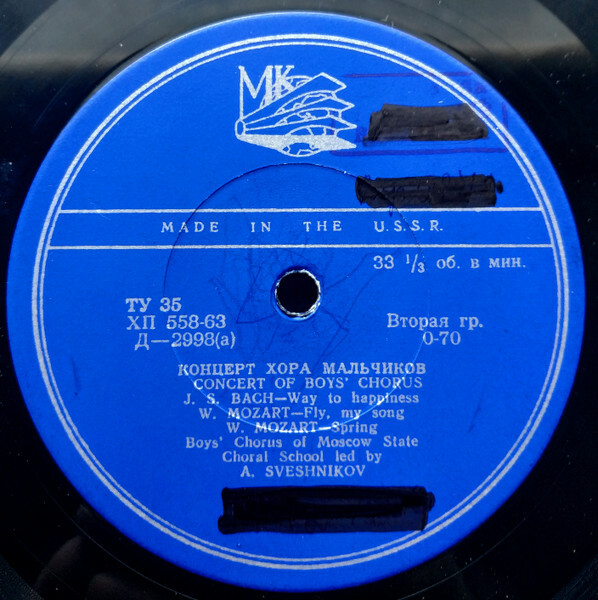 МК
MADE IN THE U.S.S.R.
33 1/3 об. в мин.
ТУ 35
ХП 558-63
Д—2998(а)
Вторая гр.
0-70
КОНЦЕРТ ХОРА МАЛЬЧИКОВ
CONCERT OF BOYS' CHORUS
J. S. BACH—Way to happiness
W. MOZART—Fly, my song
W. MOZART—Spring
Boys' Chorus of Moscow State
Choral School led by
A. SVESHNIKOV